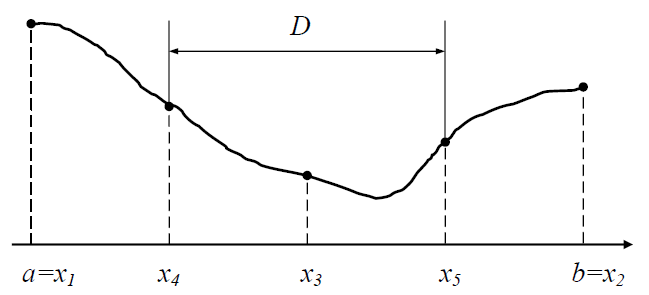 D
a=x₁ x₄ x₃ x₅ b=x₂